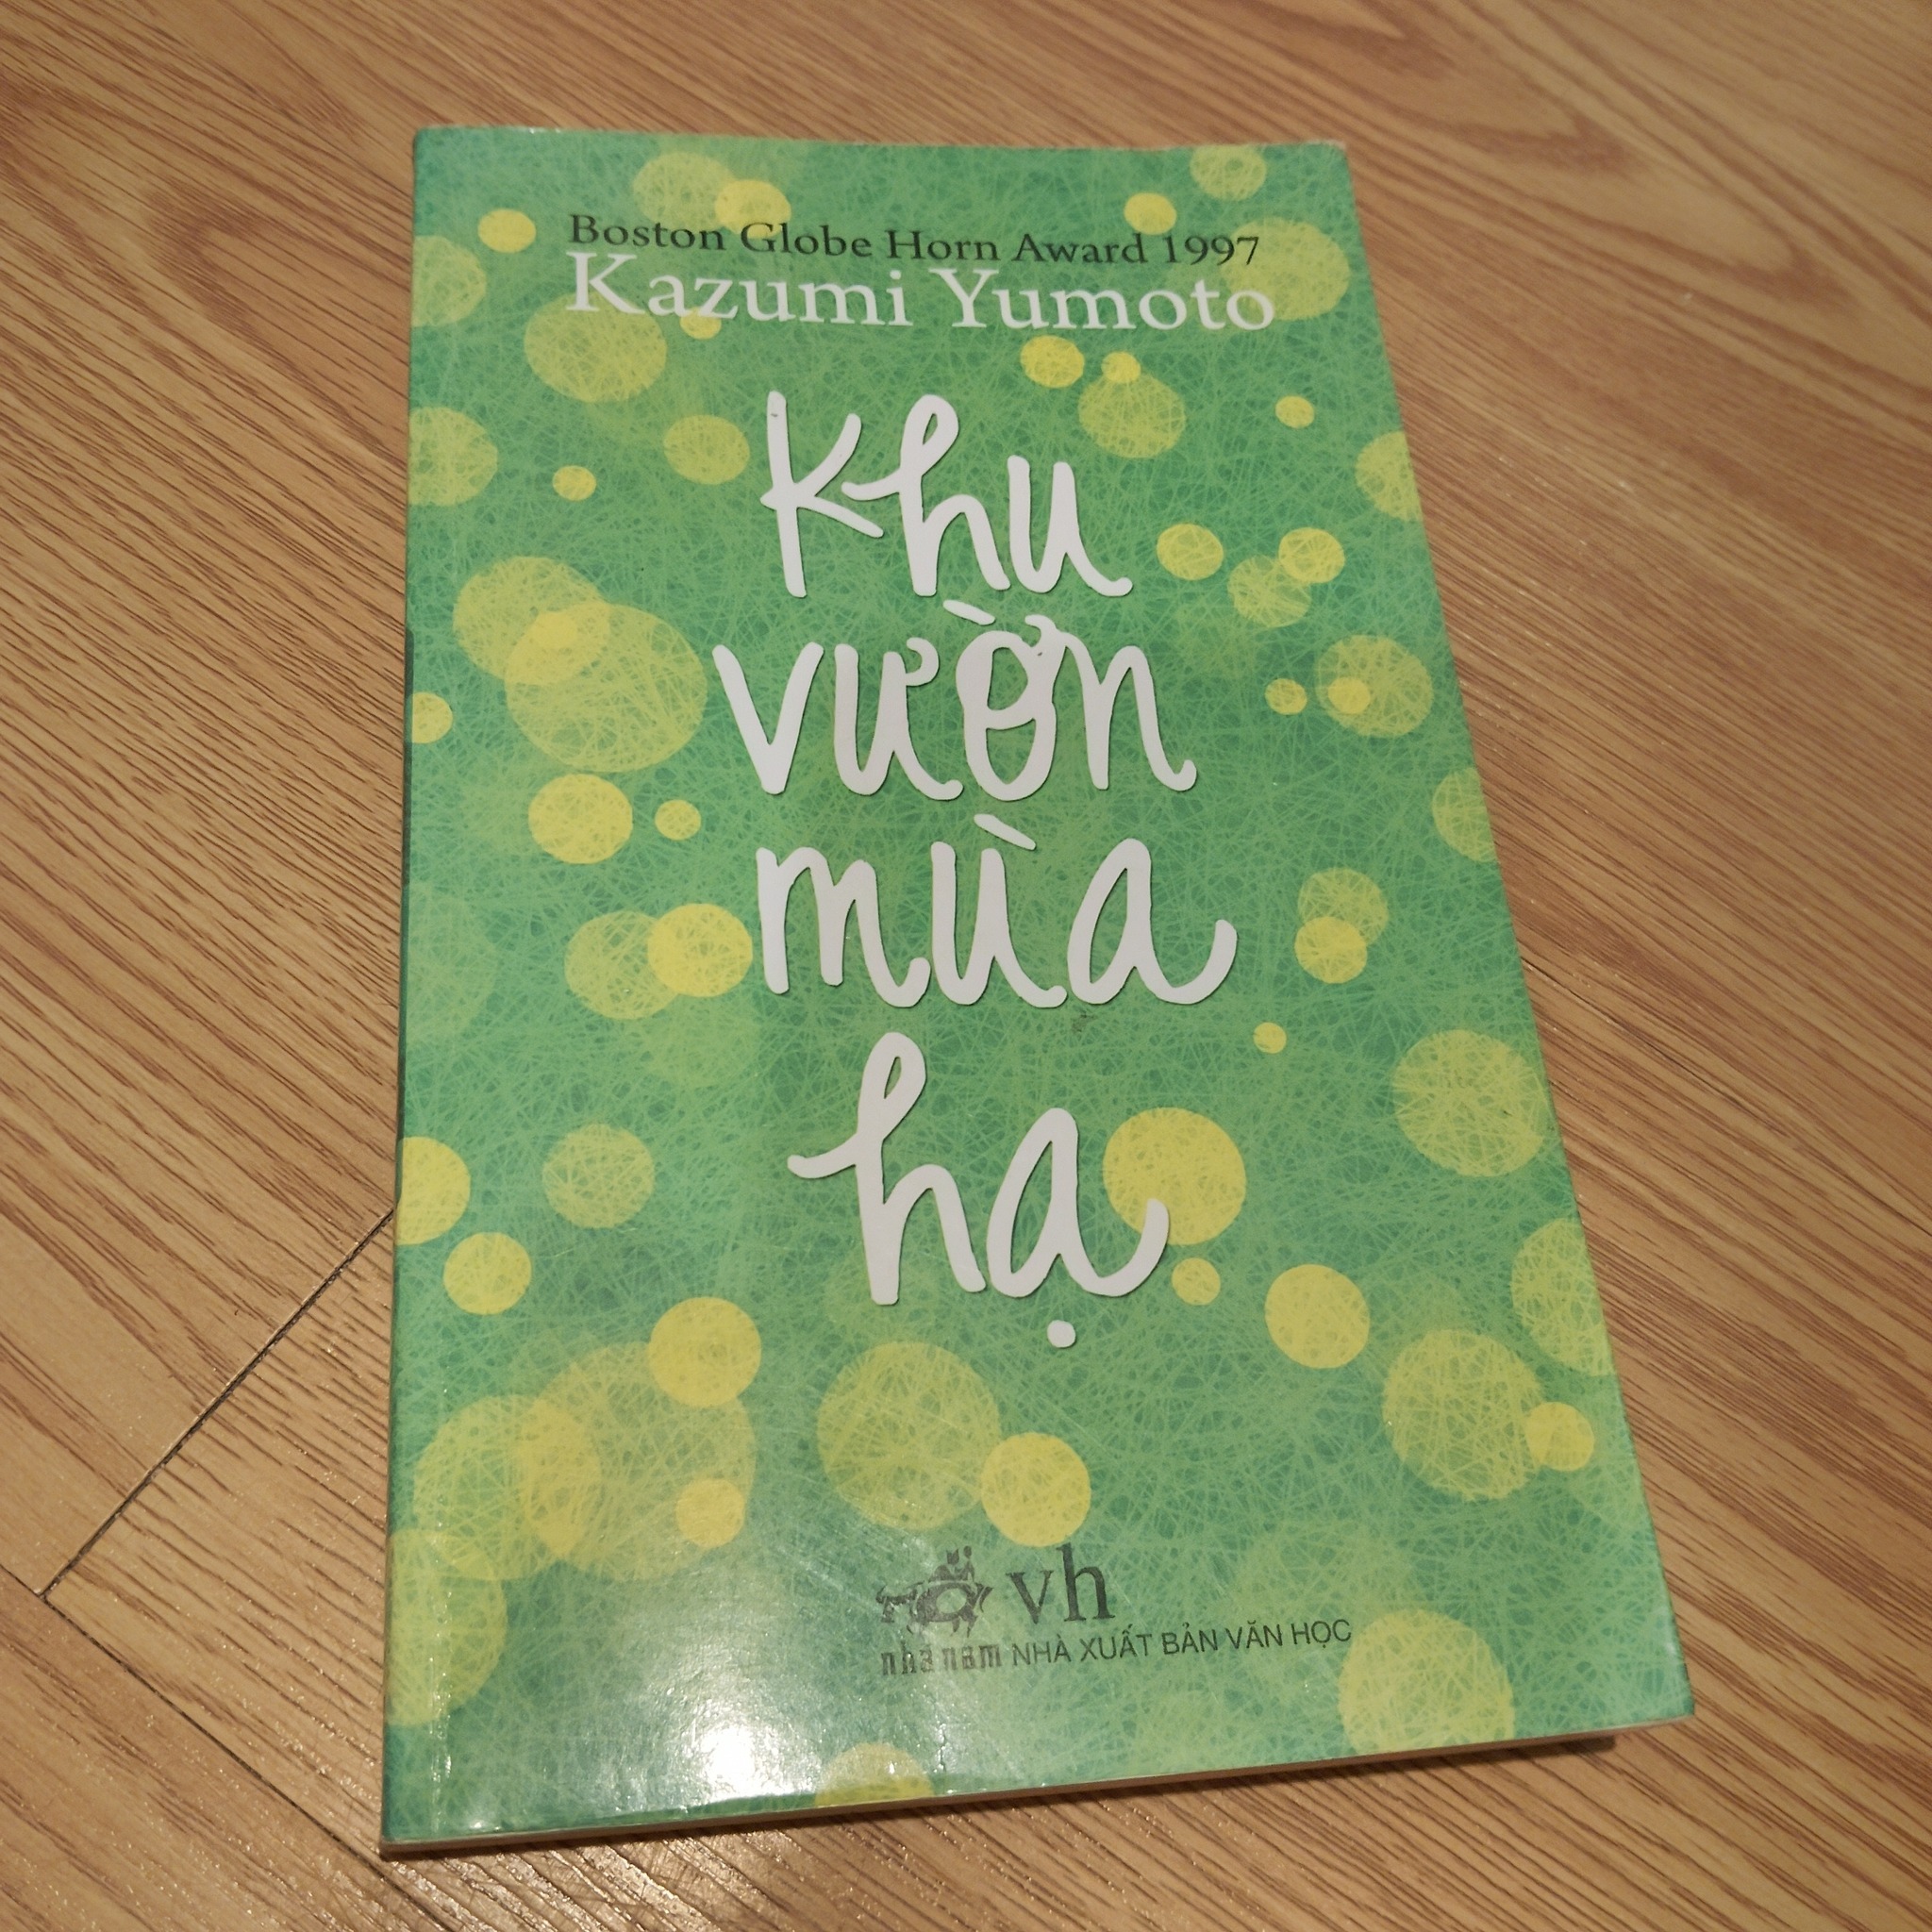 Boston Globe Horn Award 1997
Kazumi Yumoto
Khu
vườn
mùa
hạ
vh
nhã nam NHÀ XUẤT BẢN VĂN HỌC